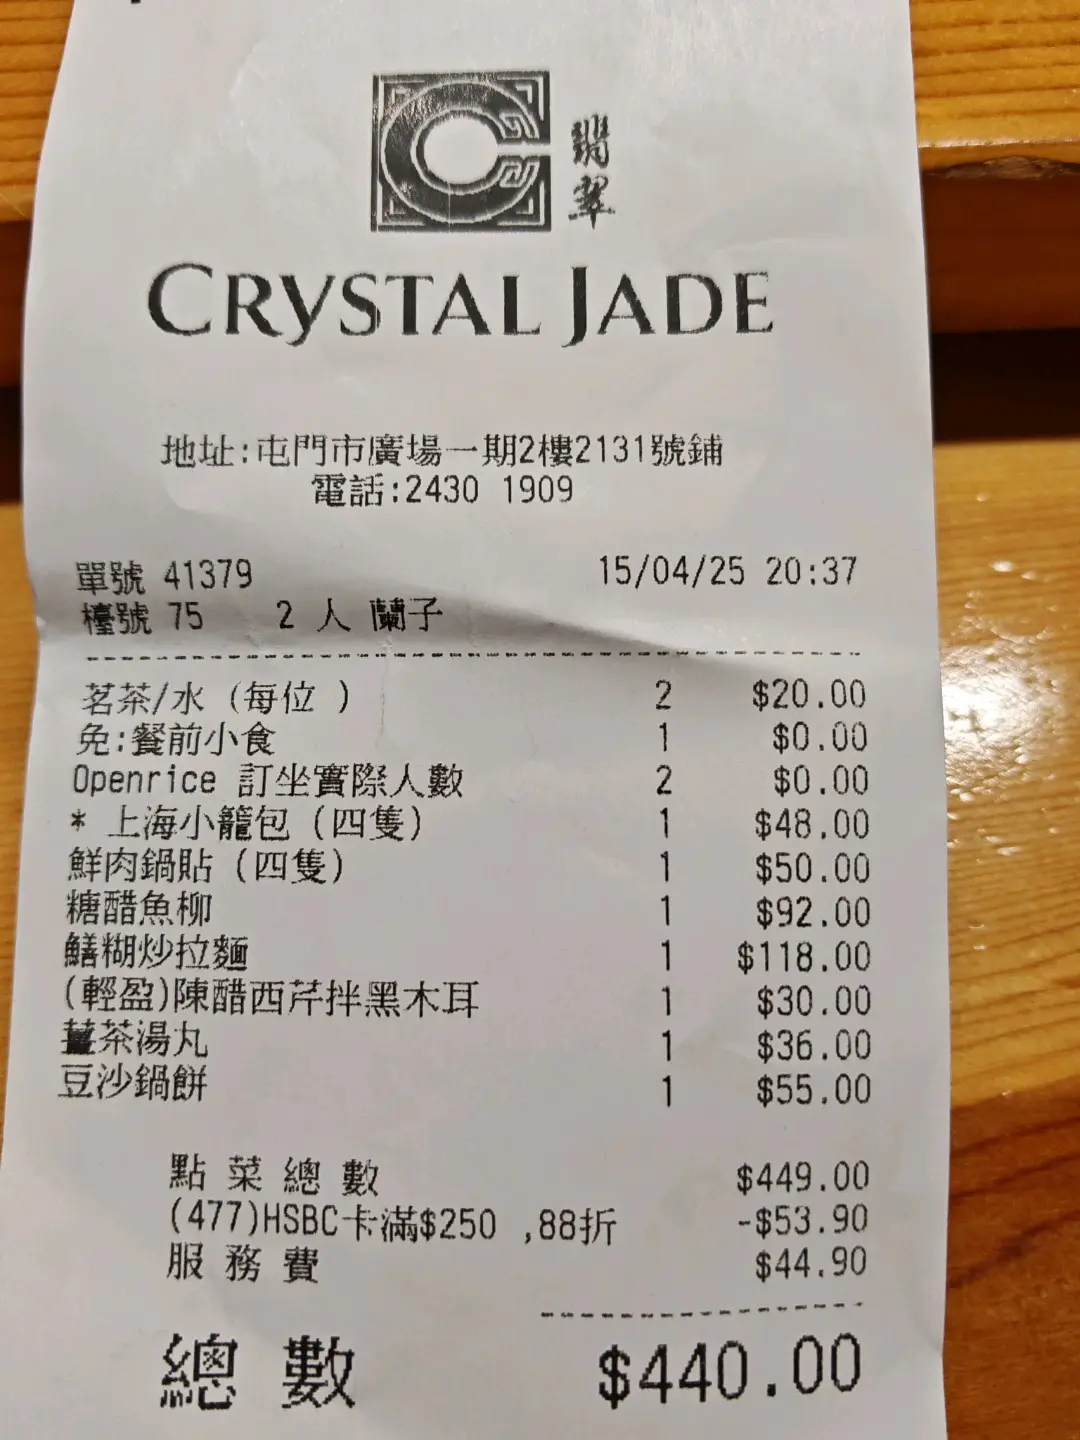 翡翠
CRYSTAL JADE
地址:屯門市廣場一期2樓2131號鋪
電話:2430 1909
單號 41379 15/04/25 20:37
檯號 75 2 人 蘭子
茗茶/水 (每位 ) 2 $20.00
免:餐前小食 1 $0.00
Openrice 訂坐實際人數 2 $0.00
* 上海小籠包 (四隻) 1 $48.00
鮮肉鍋貼 (四隻) 1 $50.00
糖醋魚柳 1 $92.00
鱔糊炒拉麵 1 $118.00
(輕盈)陳醋西芹拌黑木耳 1 $30.00
薑茶湯丸 1 $36.00
豆沙鍋餅 1 $55.00
點 菜 總 數 $449.00
(477)HSBC卡滿$250 ,88折 -$53.90
服 務 費 $44.90
總 數 $440.00